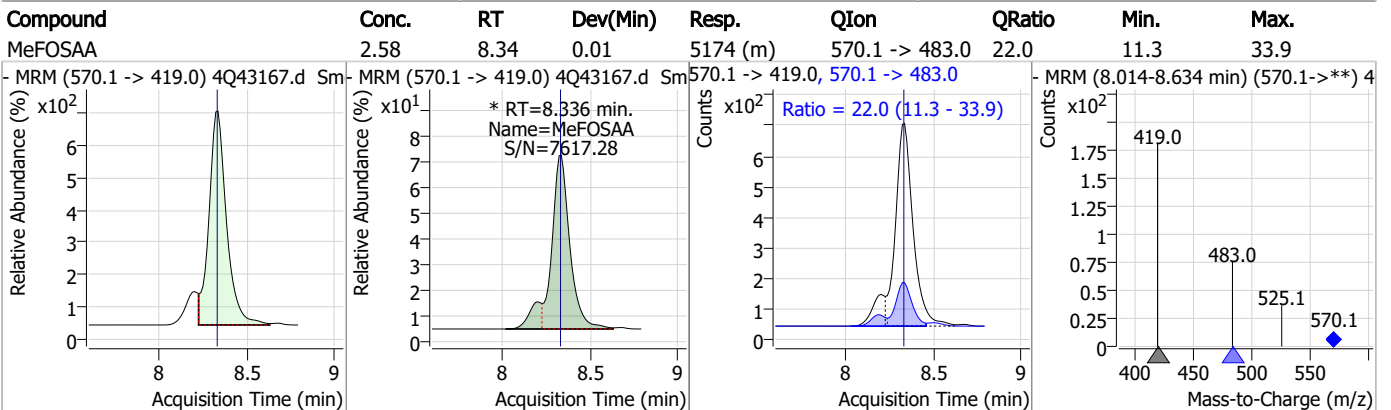 Compound Conc. RT Dev(Min) Resp. QIon QRatio Min. Max.
MeFOSAA 2.58 8.34 0.01 5174 (m) 570.1 -> 483.0 22.0 11.3 33.9
- MRM (570.1 -> 419.0) 4Q43167.d Sm
Relative Abundance (%)
x10²
6
5
4
3
2
1
0
8 8.5 9
Acquisition Time (min)
- MRM (570.1 -> 419.0) 4Q43167.d Sm
Relative Abundance (%)
x10¹
* RT=8.336 min.
Name=MeFOSAA
S/N=7617.28
8
7
6
5
4
3
2
1
0
8 8.5 9
Acquisition Time (min)
570.1 -> 419.0, 570.1 -> 483.0
Counts
x10²
Ratio = 22.0 (11.3 - 33.9)
6
5
4
3
2
1
0
8 8.5 9
Acquisition Time (min)
- MRM (8.014-8.634 min) (570.1->**) 4
Counts
x10²
419.0
1.75
1.5
1.25
1
0.75
0.5
0.25
0
483.0
525.1
570.1
400 450 500 550
Mass-to-Charge (m/z)